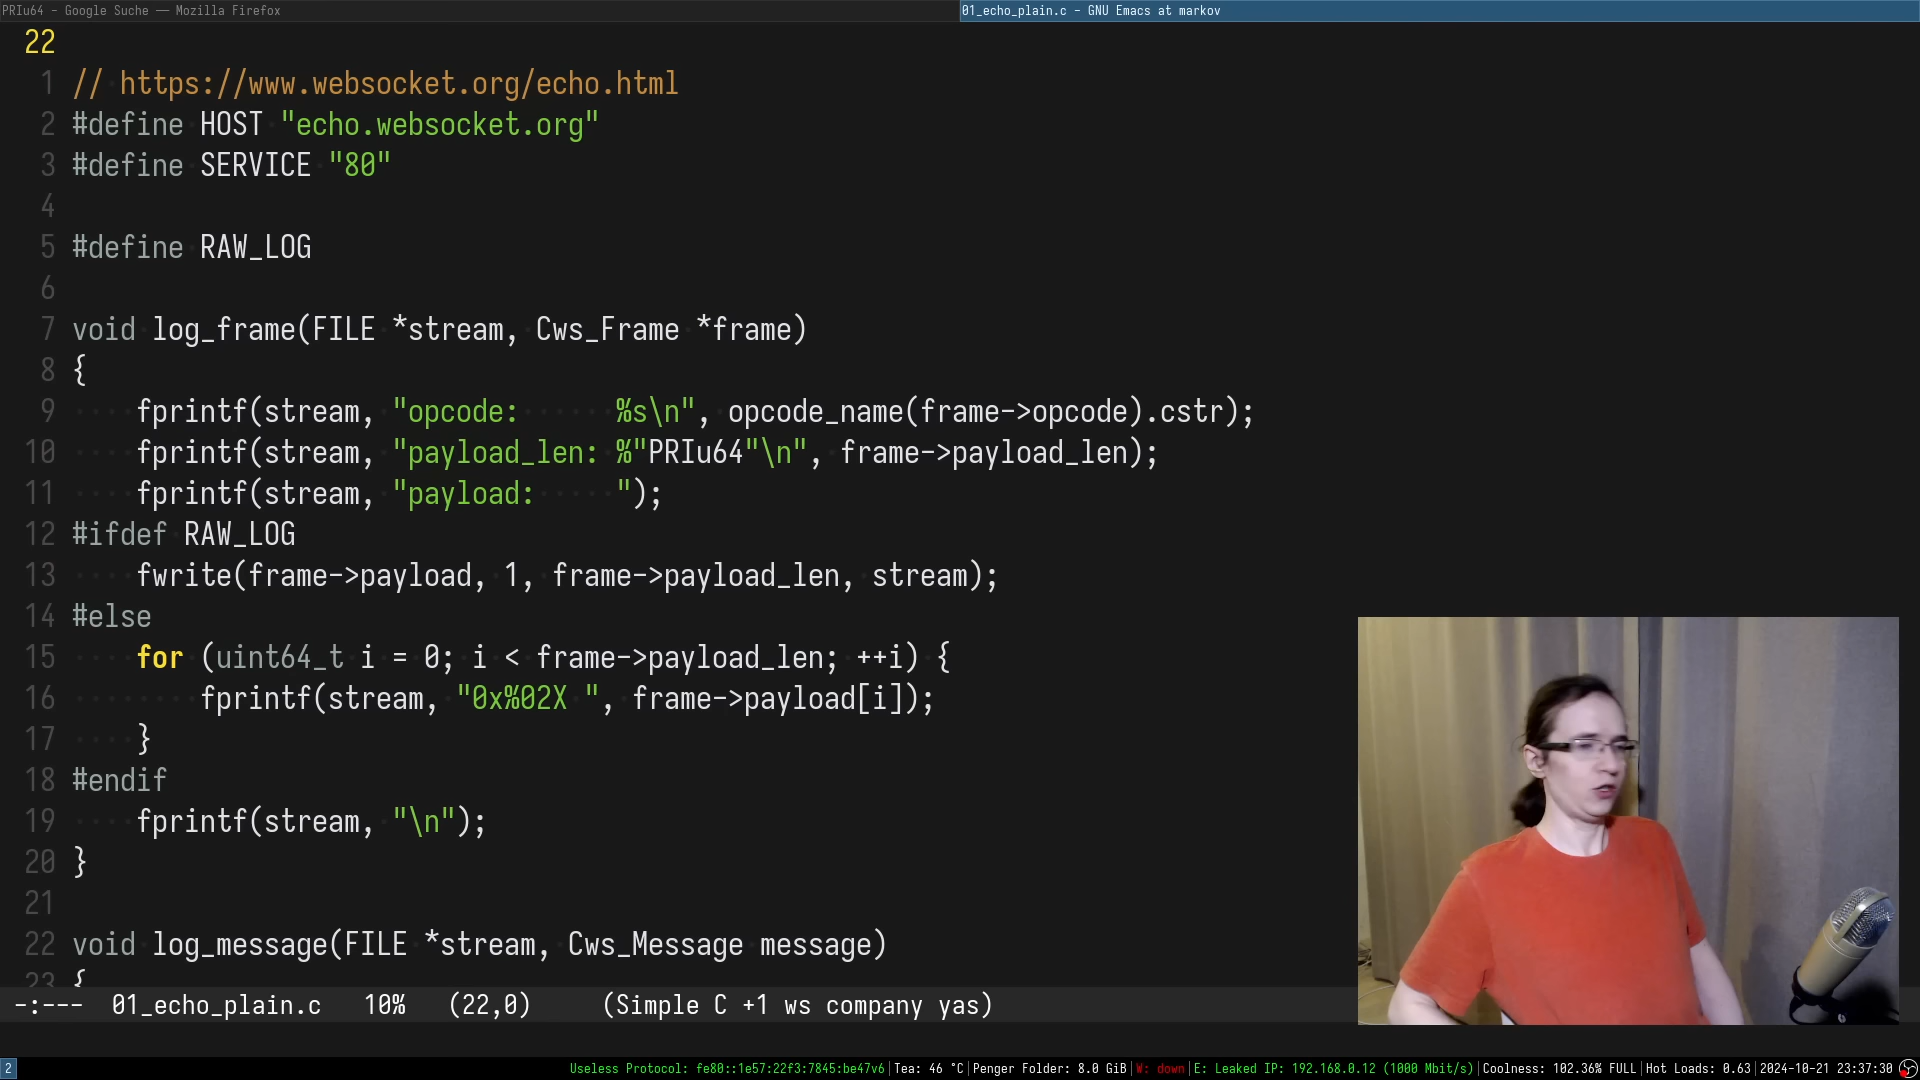 PRIu64 - Google Suche — Mozilla Firefox
01_echo_plain.c - GNU Emacs at markov
22
1 // https://www.websocket.org/echo.html
2 #define HOST "echo.websocket.org"
3 #define SERVICE "80"
4
5 #define RAW_LOG
6
7 void log_frame(FILE *stream, Cws_Frame *frame)
8 {
9 fprintf(stream, "opcode:      %s\n", opcode_name(frame->opcode).cstr);
10 fprintf(stream, "payload_len: %"PRIu64"\n", frame->payload_len);
11 fprintf(stream, "payload:     ");
12 #ifdef RAW_LOG
13 fwrite(frame->payload, 1, frame->payload_len, stream);
14 #else
15 for (uint64_t i = 0; i < frame->payload_len; ++i) {
16 fprintf(stream, "0x%02X ", frame->payload[i]);
17 }
18 #endif
19 fprintf(stream, "\n");
20 }
21
22 void log_message(FILE *stream, Cws_Message message)
23 {
-:--- 01_echo_plain.c 10% (22,0) (Simple C +1 ws company yas)
2 Useless Protocol: fe80::1e57:22f3:7845:be47v6|Tea: 46 °C|Penger Folder: 8.0 GiB|W: down|E: Leaked IP: 192.168.0.12 (1000 Mbit/s)|Coolness: 102.36% FULL|Hot Loads: 0.63|2024-10-21 23:37:30